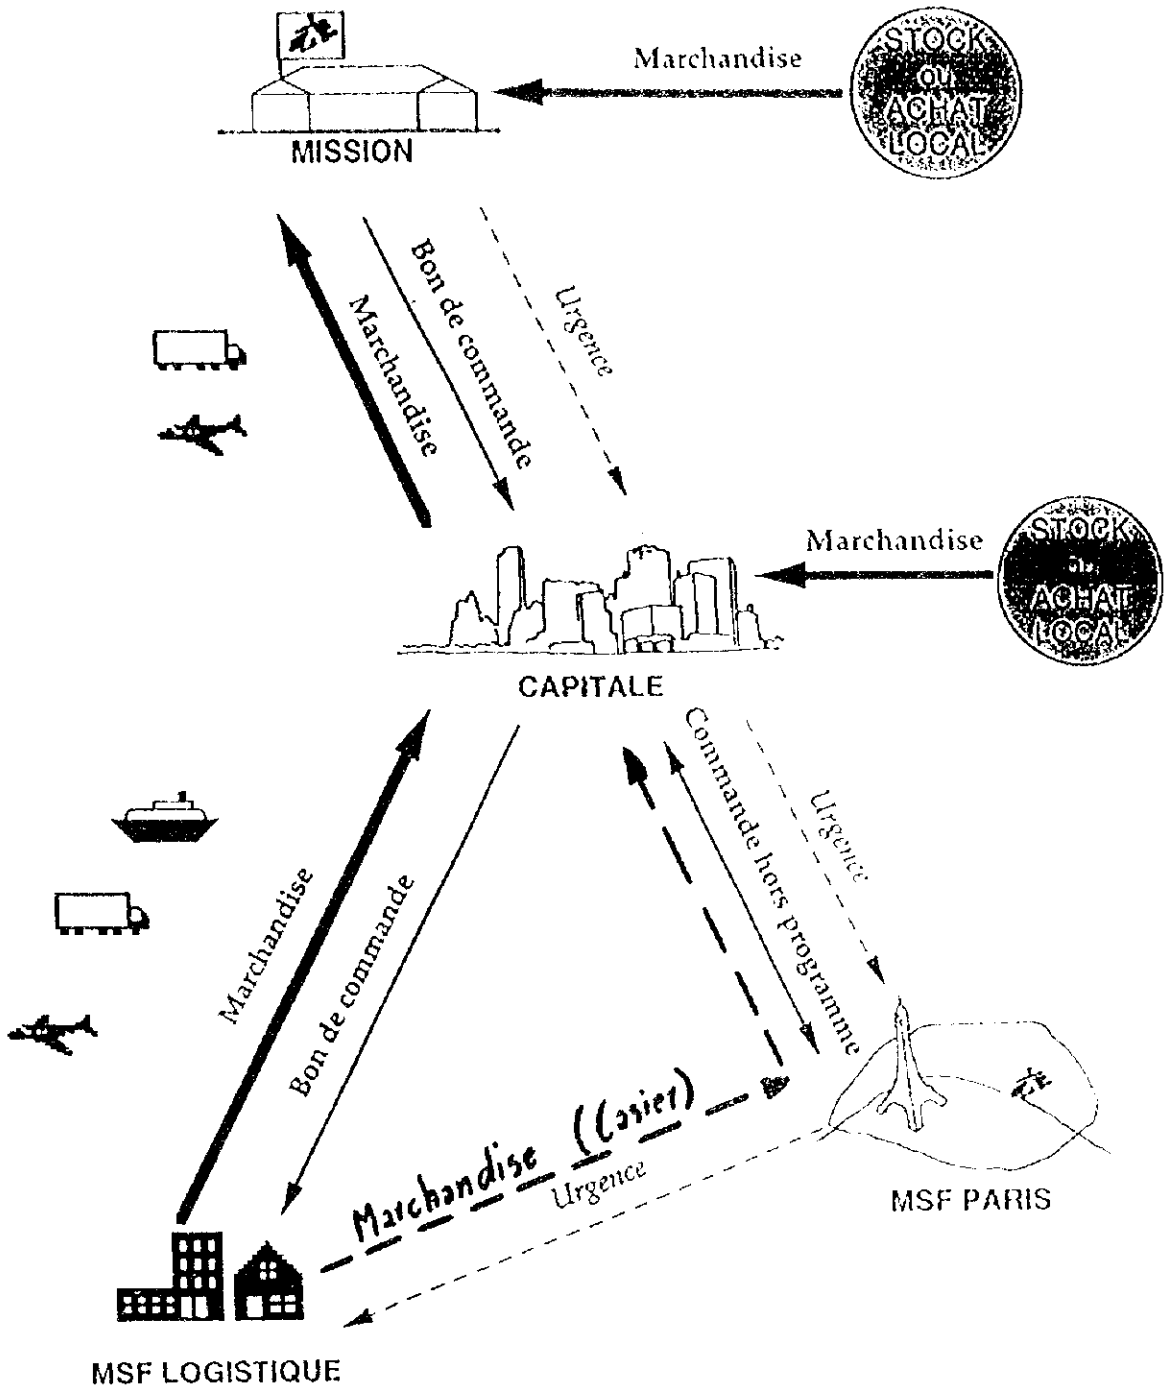 Marchandise
STOCK
OU
ACHAT
LOCAL
MISSION
Marchandise
Bon de commande
Urgence
Marchandise
STOCK
ou
ACHAT
LOCAL
CAPITALE
Marchandise
Bon de commande
Commande hors programme
Urgence
Marchandise (Casier)
Urgence
MSF PARIS
MSF LOGISTIQUE